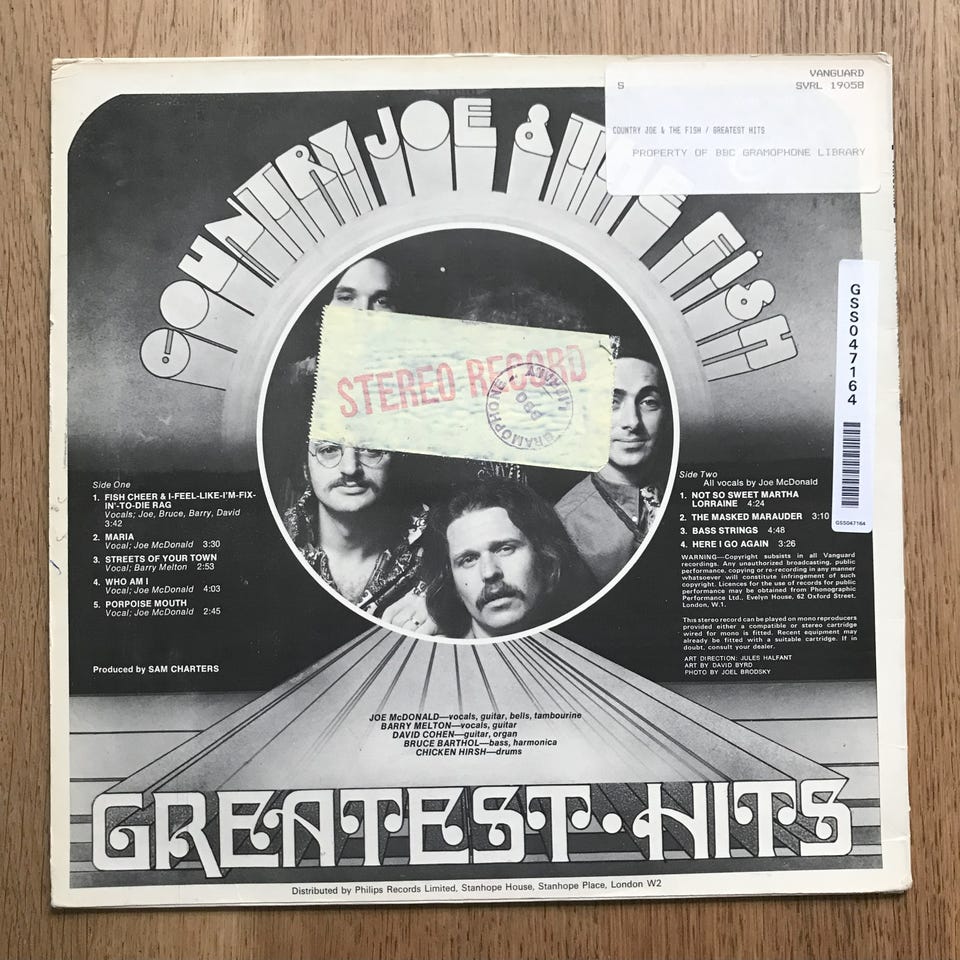 VANGUARD
S SVRL 19058
COUNTRY JOE & THE FISH / GREATEST HITS
PROPERTY OF BBC GRAMOPHONE LIBRARY
COUNTRY JOE & THE FISH
GSS047164
GSS047164
STEREO RECORD
GRAMOPHONE LIBRARY
BBC
Side One
1. FISH CHEER & I-FEEL-LIKE-I'M-FIX-
IN'-TO-DIE RAG
Vocals; Joe, Bruce, Barry, David
3:42
2. MARIA
Vocal; Joe McDonald 3:30
3. STREETS OF YOUR TOWN
Vocal; Barry Melton 2:53
4. WHO AM I
Vocal; Joe McDonald 4:03
5. PORPOISE MOUTH
Vocal; Joe McDonald 2:45
Produced by SAM CHARTERS
Side Two
All vocals by Joe McDonald
1. NOT SO SWEET MARTHA
LORRAINE 4:24
2. THE MASKED MARAUDER 3:10
3. BASS STRINGS 4:48
4. HERE I GO AGAIN 3:26
WARNING—Copyright subsists in all Vanguard
recordings. Any unauthorized broadcasting, public
performance, copying or re-recording in any manner
whatsoever will constitute infringement of such
copyright. Licences for the use of records for public
performance may be obtained from Phonographic
Performance Ltd., Evelyn House, 62 Oxford Street,
London, W.1.
This stereo record can be played on mono reproducers
provided either a compatible or stereo cartridge
wired for mono is fitted. Recent equipment may
already be fitted with a suitable cartridge. If in
doubt, consult your dealer.
ART DIRECTION: JULES HALFANT
ART BY DAVID BYRD
PHOTO BY JOEL BRODSKY
JOE McDONALD—vocals, guitar, bells, tambourine
BARRY MELTON—vocals, guitar
DAVID COHEN—guitar, organ
BRUCE BARTHOL—bass, harmonica
CHICKEN HIRSH—drums
GREATEST·HITS
Distributed by Philips Records Limited, Stanhope House, Stanhope Place, London W2